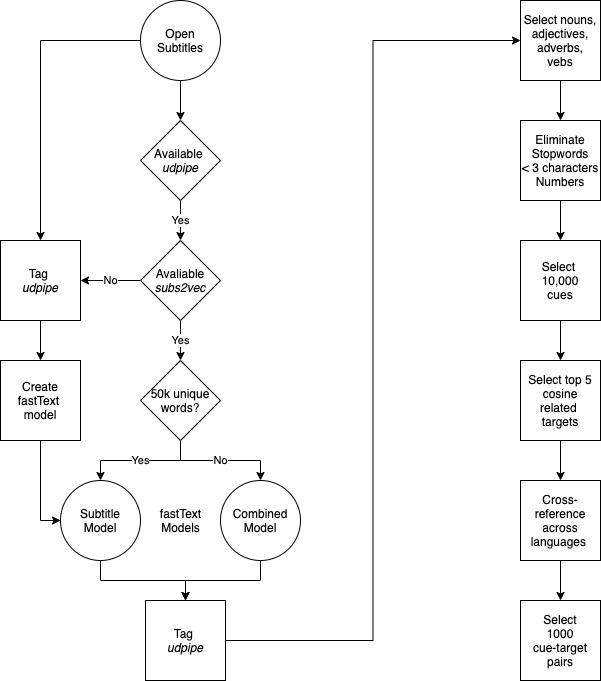 Open
Subtitles
Available
udpipe
Yes
Tag
udpipe
No
Avaliable
subs2vec
Yes
Create
fastText
model
50k unique
words?
Yes
No
Subtitle
Model
fastText
Models
Combined
Model
Tag
udpipe
Select nouns,
adjectives,
adverbs,
vebs
Eliminate
Stopwords
< 3 characters
Numbers
Select
10,000
cues
Select top 5
cosine
related
targets
Cross-
reference
across
languages
Select
1000
cue-target
pairs